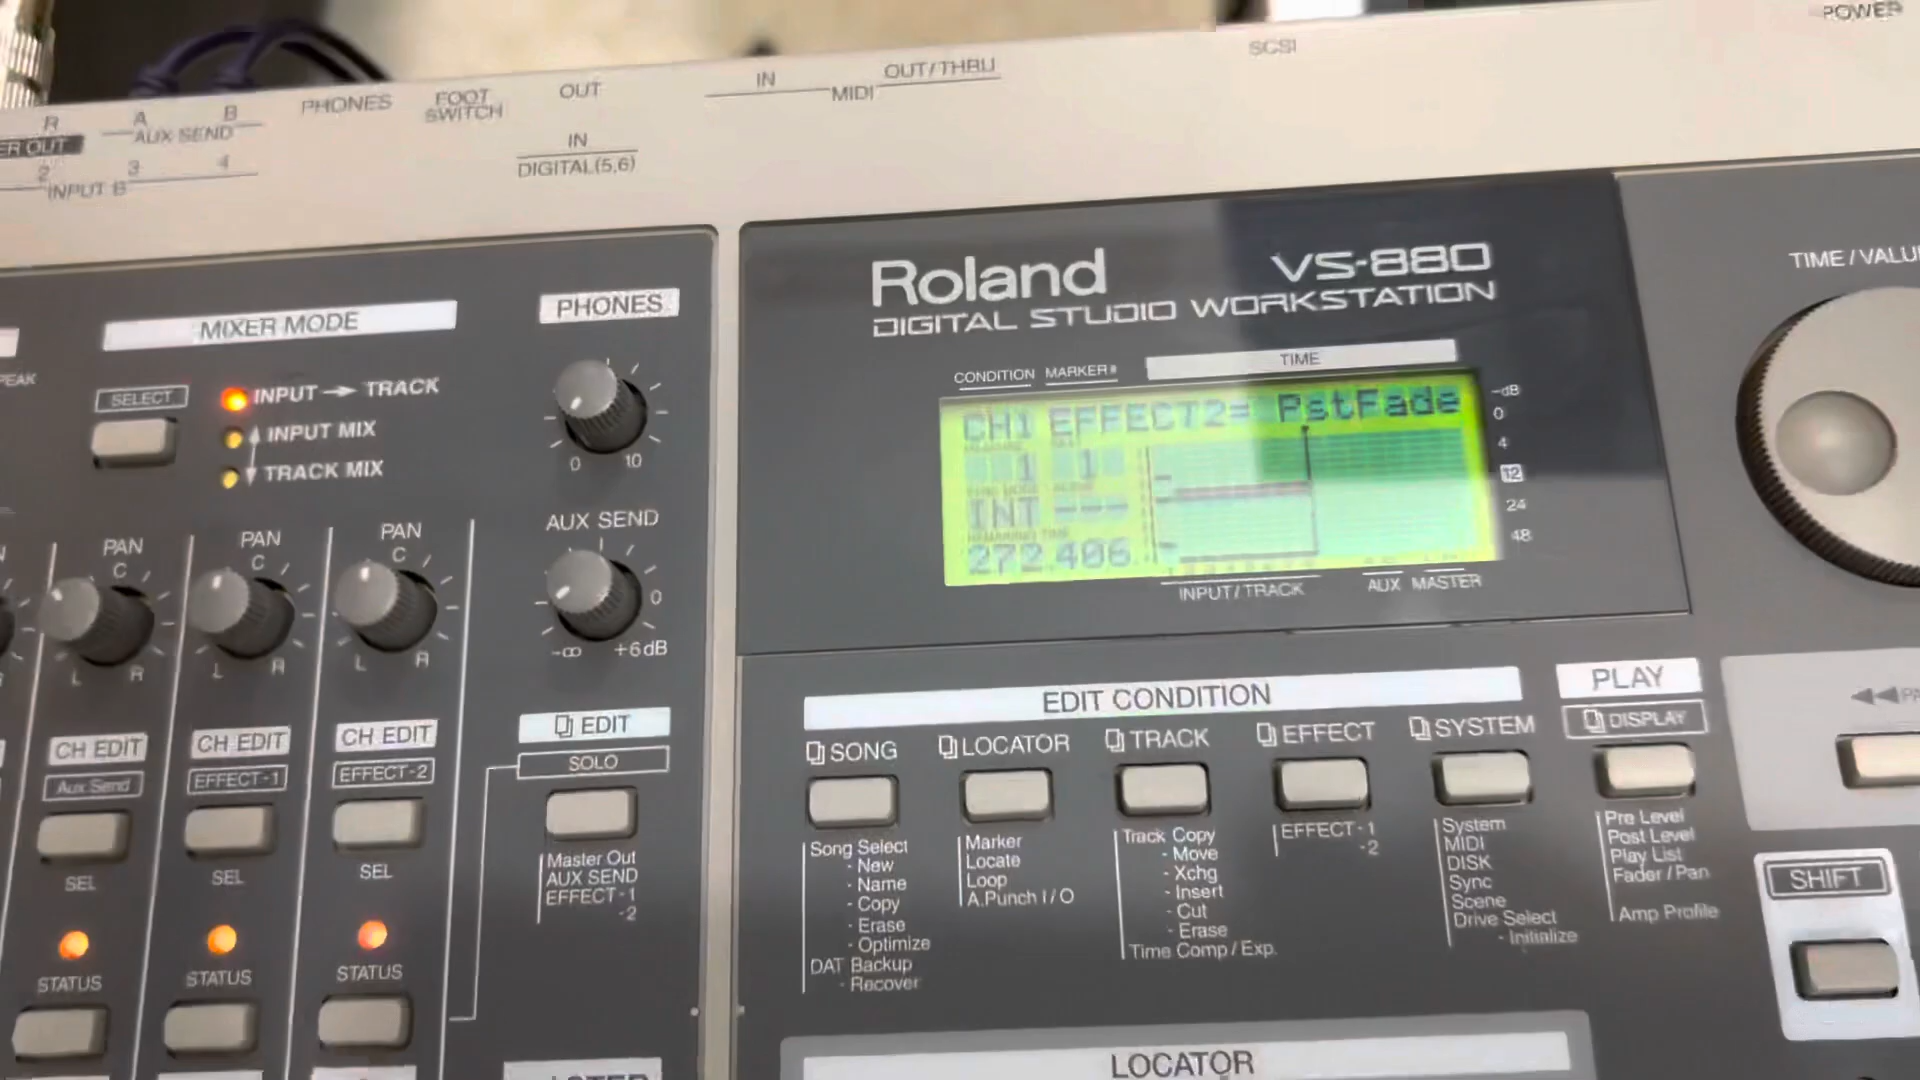 POWER
SCSI
IN
OUT/THRU
MIDI
OUT
IN
DIGITAL(5,6)
FOOT
SWITCH
PHONES
R
A
B
AUX SEND
ER OUT
2
3
4
INPUT B
PEAK
MIXER MODE
SELECT
INPUT → TRACK
INPUT MIX
TRACK MIX
PHONES
0
10
AUX SEND
0
-∞
+6dB
PAN
C
L
R
PAN
C
L
R
PAN
C
L
R
CH EDIT
Aux Send
SEL
STATUS
CH EDIT
EFFECT-1
SEL
STATUS
CH EDIT
EFFECT-2
SEL
STATUS
EDIT
SOLO
Master Out
AUX SEND
EFFECT-1
-2
Roland
VS-880
DIGITAL STUDIO WORKSTATION
CONDITION
MARKER#
TIME
CH1 EFFECT2= PstFade
1
1
INT ---
272.406
-dB
0
4
12
24
48
INPUT/TRACK
AUX
MASTER
TIME/VALU
EDIT CONDITION
SONG
Song Select
- New
- Name
- Copy
- Erase
- Optimize
DAT Backup
- Recover
LOCATOR
Marker
Locate
Loop
A.Punch I/O
TRACK
Track Copy
- Move
- Xchg
- Insert
- Cut
- Erase
Time Comp/Exp.
EFFECT
EFFECT-1
-2
SYSTEM
System
MIDI
DISK
Sync
Scene
Drive Select
- Initialize
PLAY
DISPLAY
Pre Level
Post Level
Play List
Fader/Pan
Amp Profile
SHIFT
LOCATOR